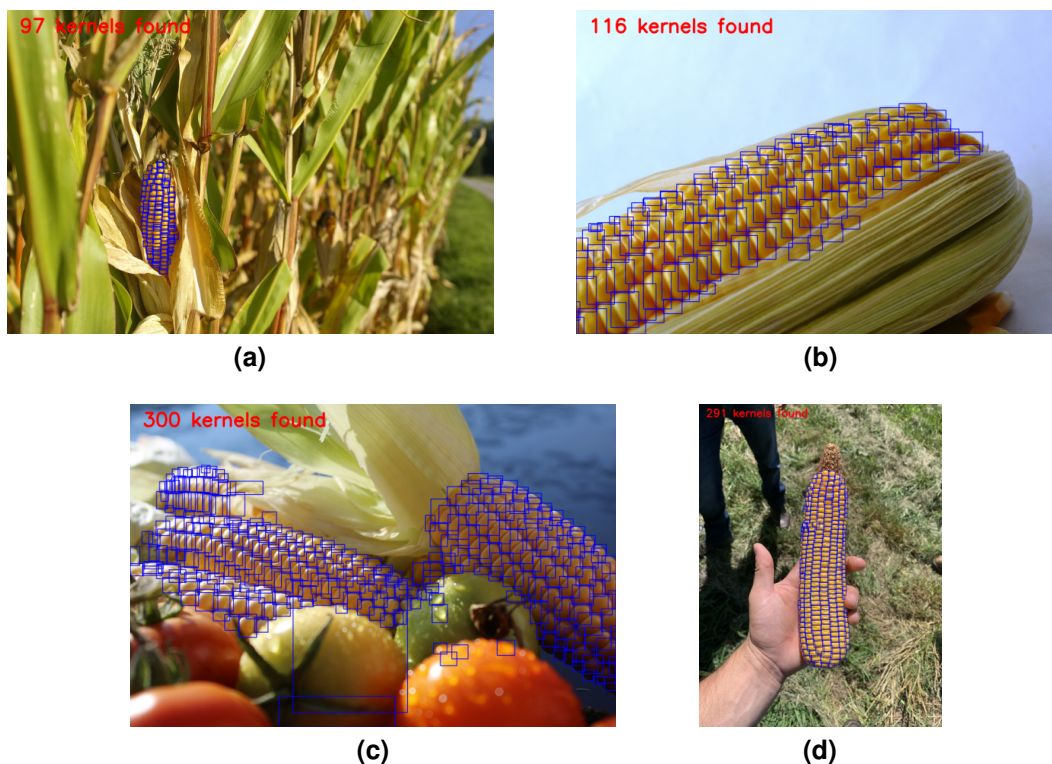 97 kernels found
116 kernels found
(a)
(b)
300 kernels found
291 kernels found
(c)
(d)